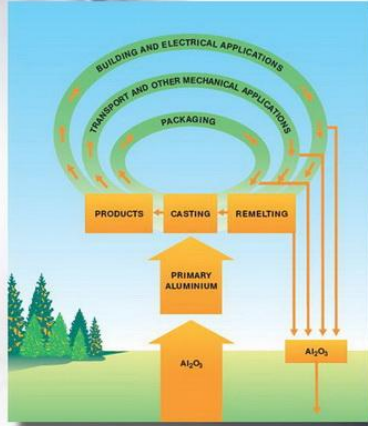 BUILDING AND ELECTRICAL APPLICATIONS
TRANSPORT AND OTHER MECHANICAL APPLICATIONS
PACKAGING
PRODUCTS
CASTING
REMELTING
PRIMARY
ALUMINIUM
Al₂O₃
Al₂O₃